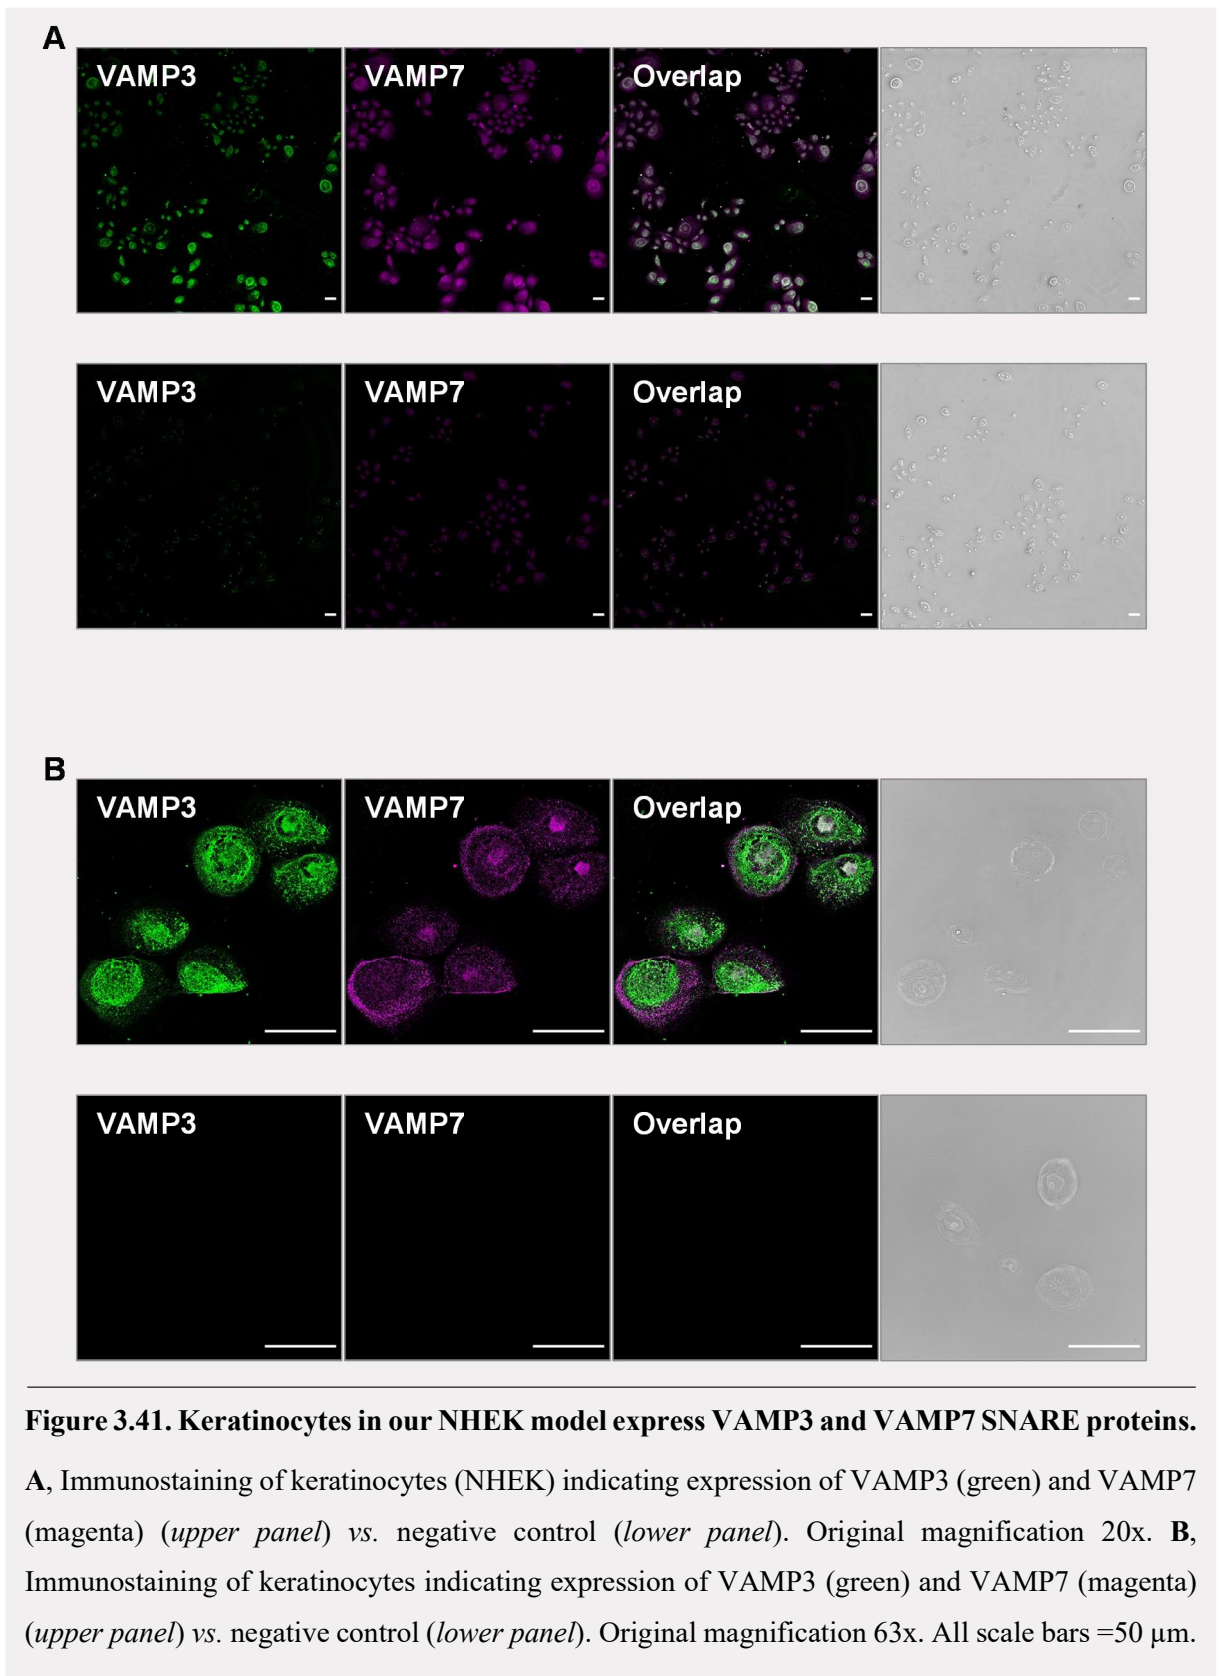 A
VAMP3 VAMP7 Overlap
VAMP3 VAMP7 Overlap
B
VAMP3 VAMP7 Overlap
VAMP3 VAMP7 Overlap
Figure 3.41. Keratinocytes in our NHEK model express VAMP3 and VAMP7 SNARE proteins.
A, Immunostaining of keratinocytes (NHEK) indicating expression of VAMP3 (green) and VAMP7
(magenta) (upper panel) vs. negative control (lower panel). Original magnification 20x. B,
Immunostaining of keratinocytes indicating expression of VAMP3 (green) and VAMP7 (magenta)
(upper panel) vs. negative control (lower panel). Original magnification 63x. All scale bars =50 µm.